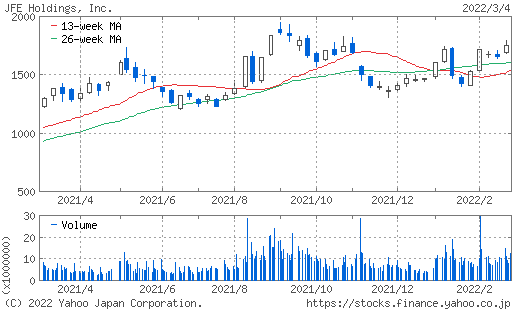 JFE Holdings, Inc. 2022/3/4
2000
13-week MA
26-week MA
1500
1000
500
2021/4 2021/6 2021/8 2021/10 2021/12 2022/2
30
Volume
20
10
0
(x1000000)
2021/4 2021/6 2021/8 2021/10 2021/12 2022/2
(C) 2022 Yahoo Japan Corporation. https://stocks.finance.yahoo.co.jp/